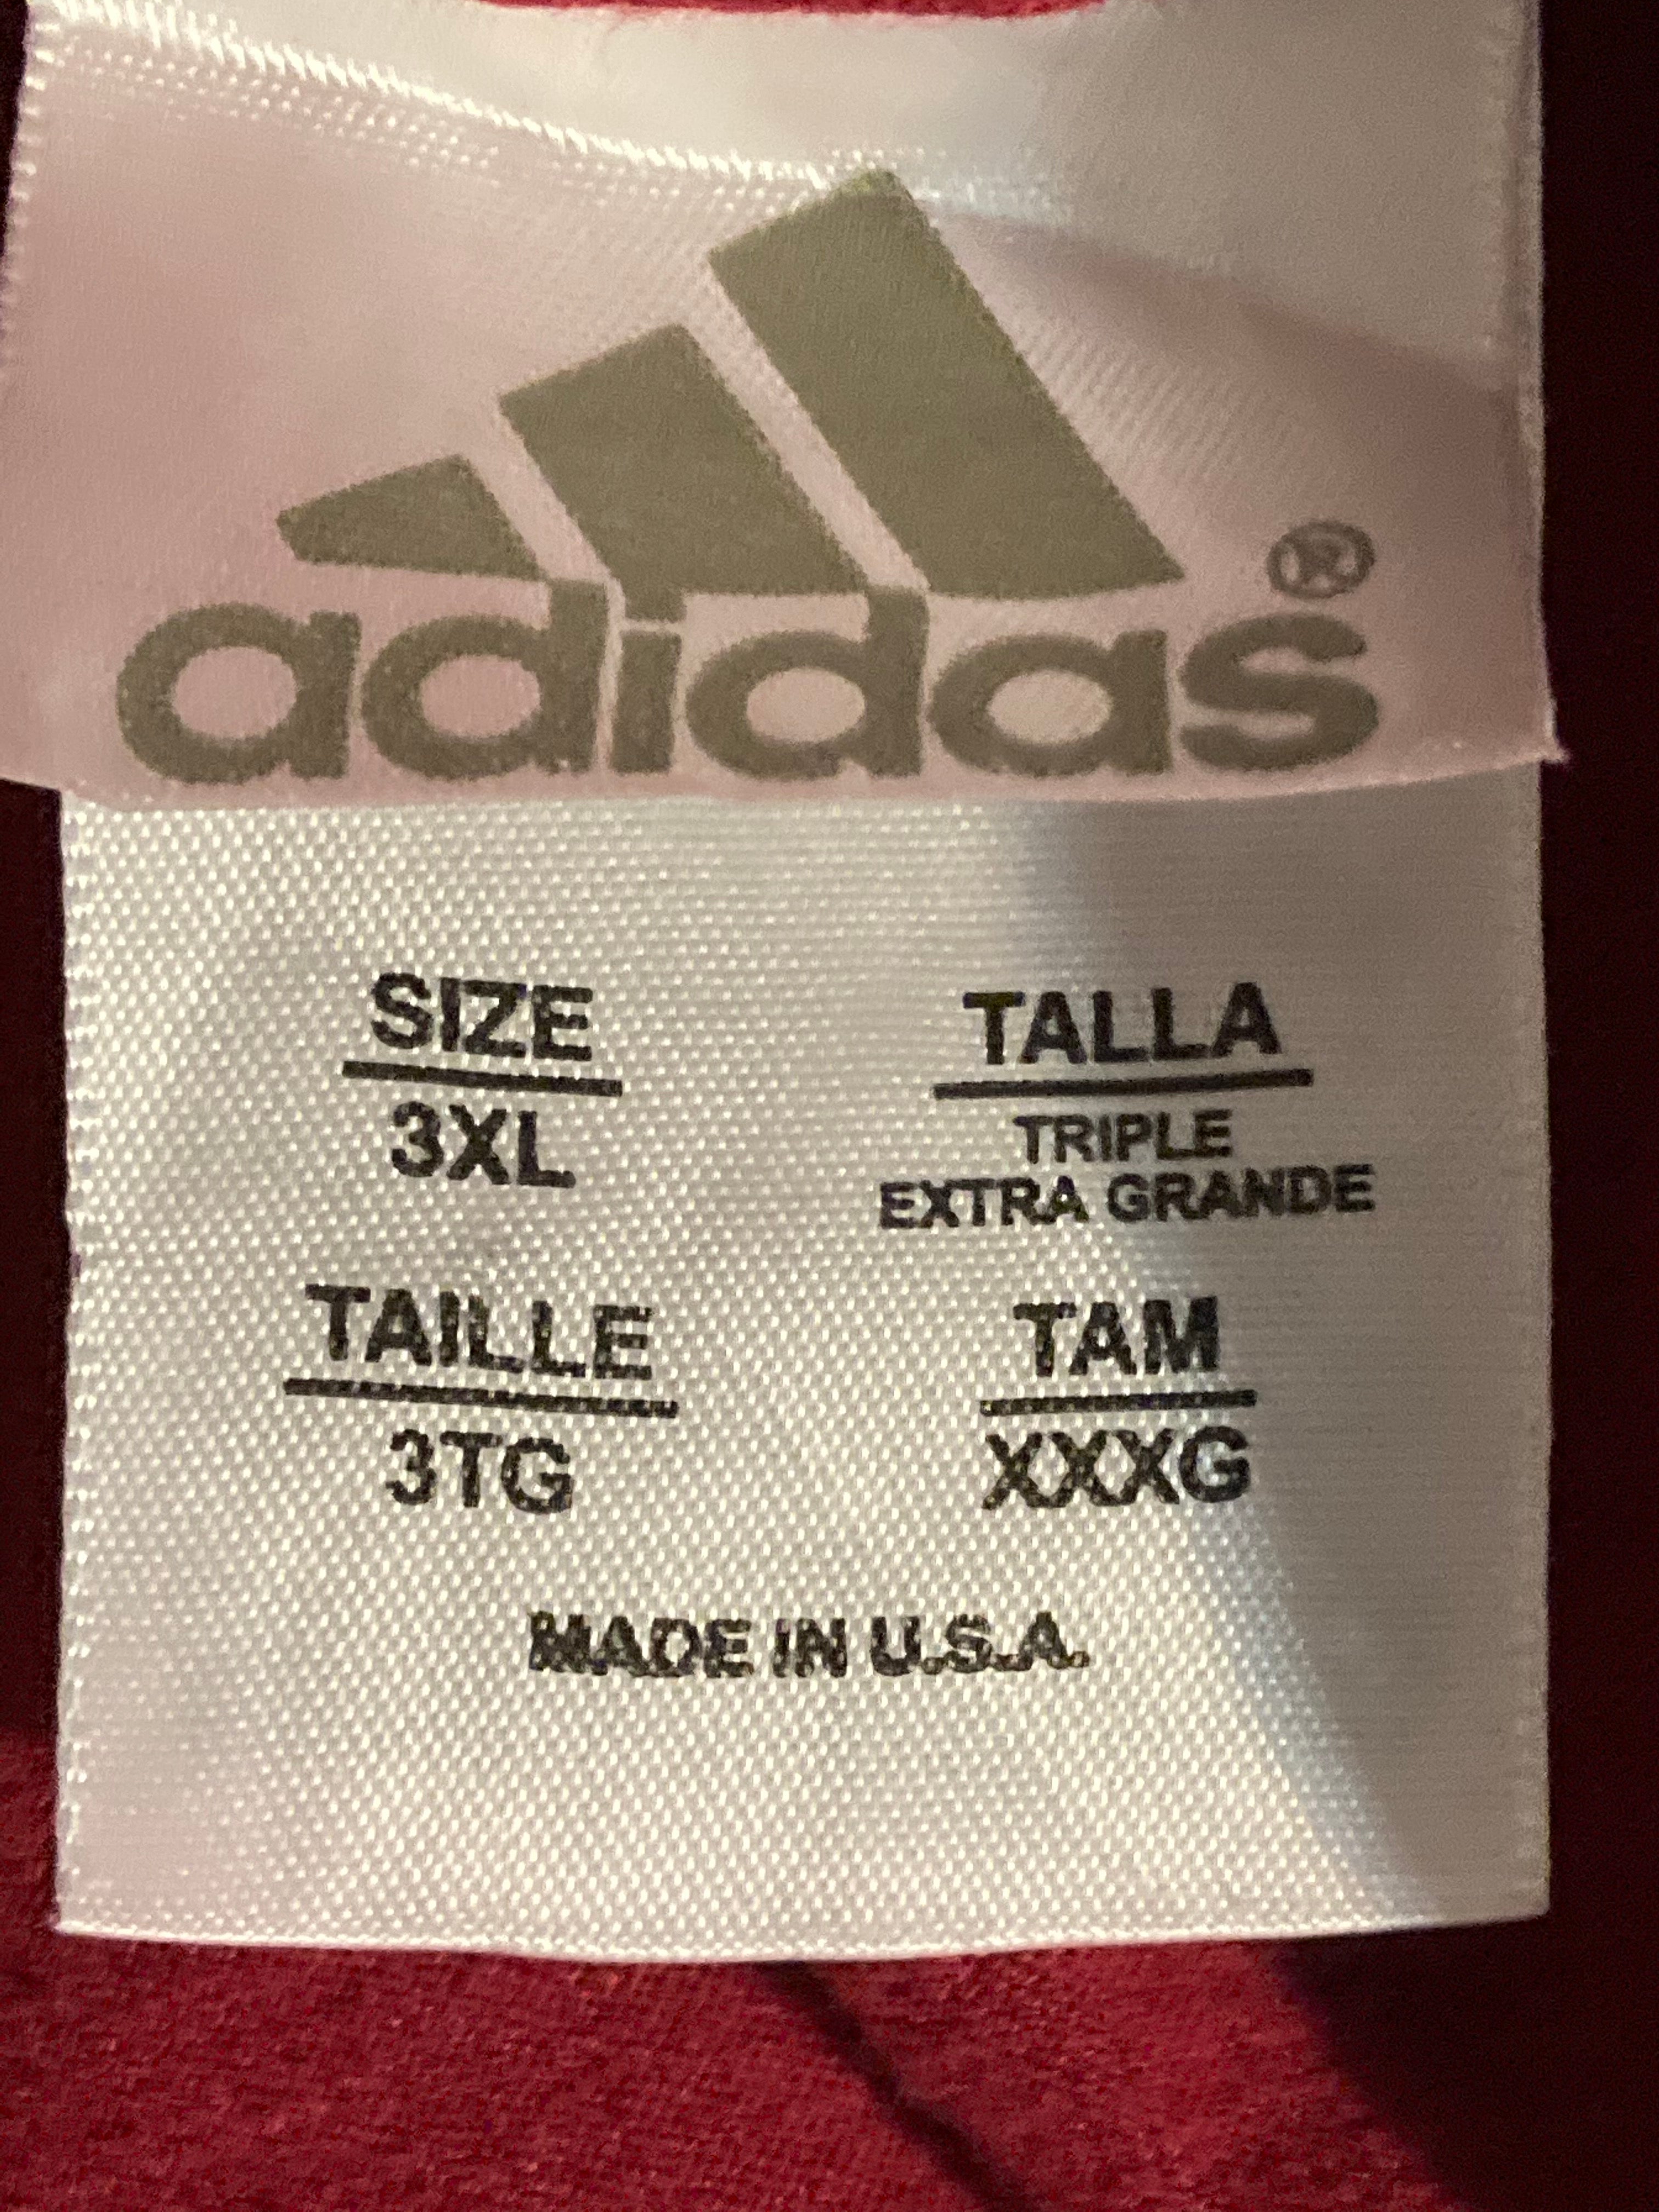 adidas®
SIZE
3XL
TALLA
TRIPLE
EXTRA GRANDE
TAILLE
3TG
TAM
XXXG
MADE IN U.S.A.